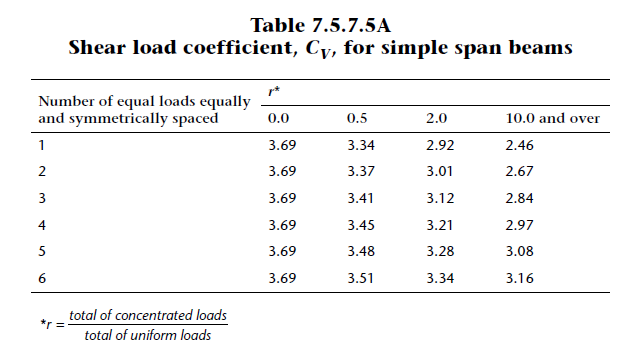 Table 7.5.7.5A
Shear load coefficient, CV, for simple span beams
Number of equal loads equally and symmetrically spaced
r*
0.0 0.5 2.0 10.0 and over
1 3.69 3.34 2.92 2.46
2 3.69 3.37 3.01 2.67
3 3.69 3.41 3.12 2.84
4 3.69 3.45 3.21 2.97
5 3.69 3.48 3.28 3.08
6 3.69 3.51 3.34 3.16
*r = total of concentrated loads
total of uniform loads